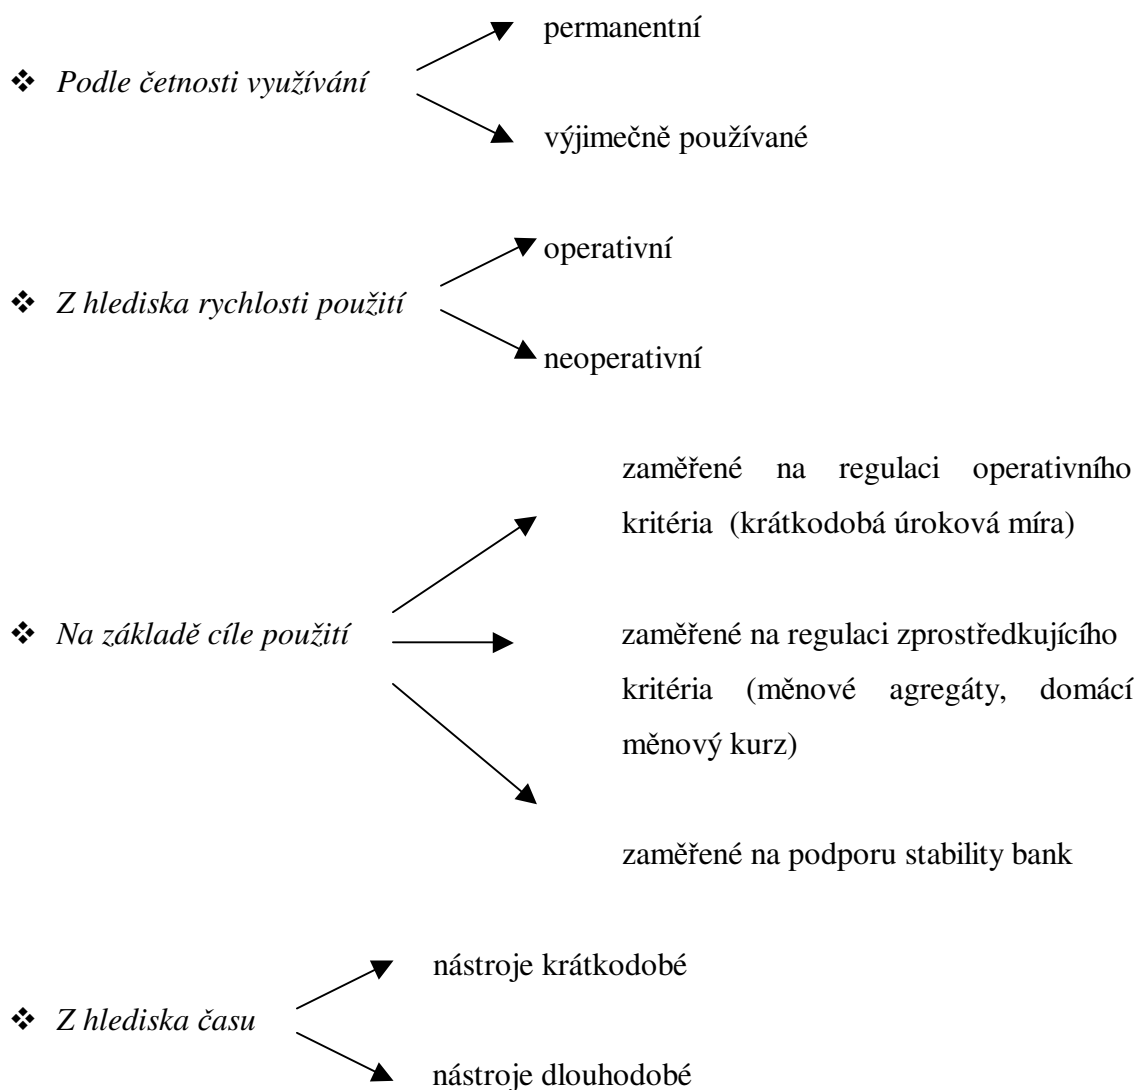 permanentní
❖ Podle četnosti využívání
výjimečně používané
operativní
❖ Z hlediska rychlosti použití
neoperativní
zaměřené na regulaci operativního
kritéria (krátkodobá úroková míra)
❖ Na základě cíle použití
zaměřené na regulaci zprostředkujícího
kritéria (měnové agregáty, domácí
měnový kurz)
zaměřené na podporu stability bank
nástroje krátkodobé
❖ Z hlediska času
nástroje dlouhodobé